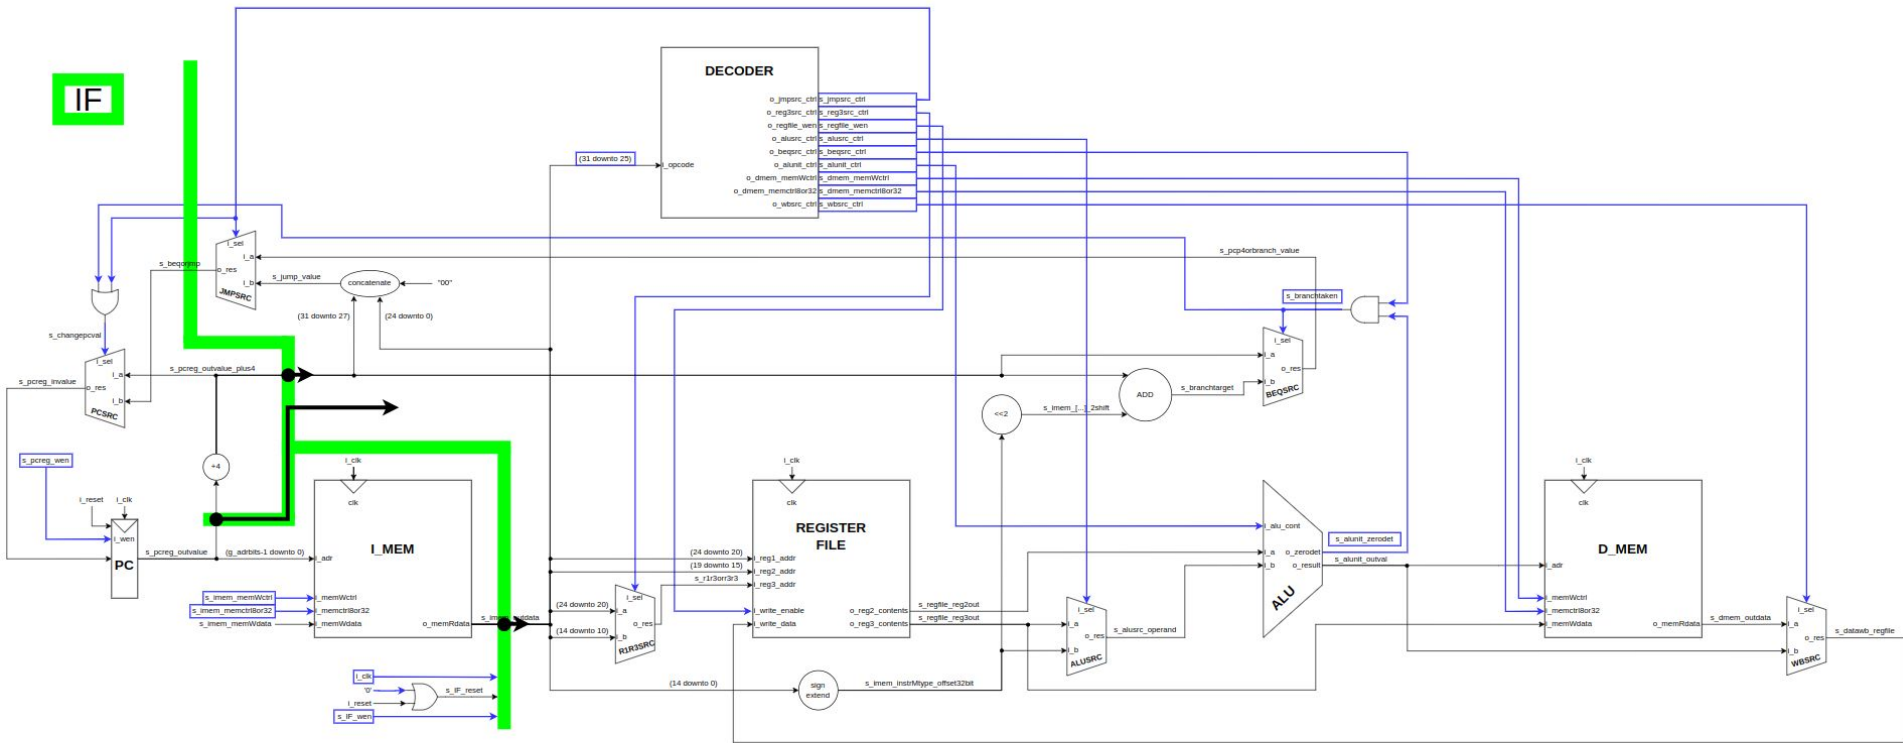 IF
DECODER
o_jmpsrc_ctrl s_jmpsrc_ctrl
o_reg3src_ctrl s_reg3src_ctrl
o_regfile_wen s_regfile_wen
o_alusrc_ctrl s_alusrc_ctrl
o_beqsrc_ctrl s_beqsrc_ctrl
(31 downto 25)
i_opcode
o_alunit_ctrl s_alunit_ctrl
o_dmem_memWctrl s_dmem_memWctrl
o_dmem_memctrl8or32 s_dmem_memctrl8or32
o_wbsrc_ctrl s_wbsrc_ctrl
i_sel
i_a
s_beqorjmp
o_res
i_b
JMPSRC
s_jump_value
concatenate
"00"
(31 downto 27)
(24 downto 0)
s_pcp4orbranch_value
s_branchtaken
s_changepcval
i_sel
i_a
o_res
i_b
PCSRC
s_pcreg_invalue
s_pcreg_outvalue_plus4
i_sel
i_a
o_res
i_b
BEQSRC
ADD
s_branchtarget
<<2
s_imem_[...]_2shift
s_pcreg_wen
+4
i_reset
i_clk
i_wen
PC
s_pcreg_outvalue
(g_adrbits-1 downto 0)
i_clk
clk
I_MEM
i_adr
i_memWctrl
i_memctrl8or32
i_memWdata
o_memRdata
s_imem_memWctrl
s_imem_memctrl8or32
s_imem_memWdata
i_clk
'0'
i_reset
s_IF_reset
s_IF_wen
(24 downto 20)
(19 downto 15)
s_r1r3orr3r3
(24 downto 20)
(14 downto 10)
i_sel
i_a
o_res
i_b
R1R3SRC
(14 downto 0)
sign
extend
s_imem_instrMtype_offset32bit
i_clk
clk
REGISTER
FILE
i_reg1_addr
i_reg2_addr
i_reg3_addr
i_write_enable
i_write_data
o_reg2_contents
o_reg3_contents
s_regfile_reg2out
s_regfile_reg3out
i_sel
i_a
o_res
i_b
ALUSRC
s_alusrc_operand
i_alu_cont
i_a
i_b
o_zerodet
o_result
ALU
s_alunit_zerodet
s_alunit_outval
i_clk
clk
D_MEM
i_adr
i_memWctrl
i_memctrl8or32
i_memWdata
o_memRdata
s_dmem_outdata
i_sel
i_a
o_res
i_b
WBSRC
s_datawb_regfile